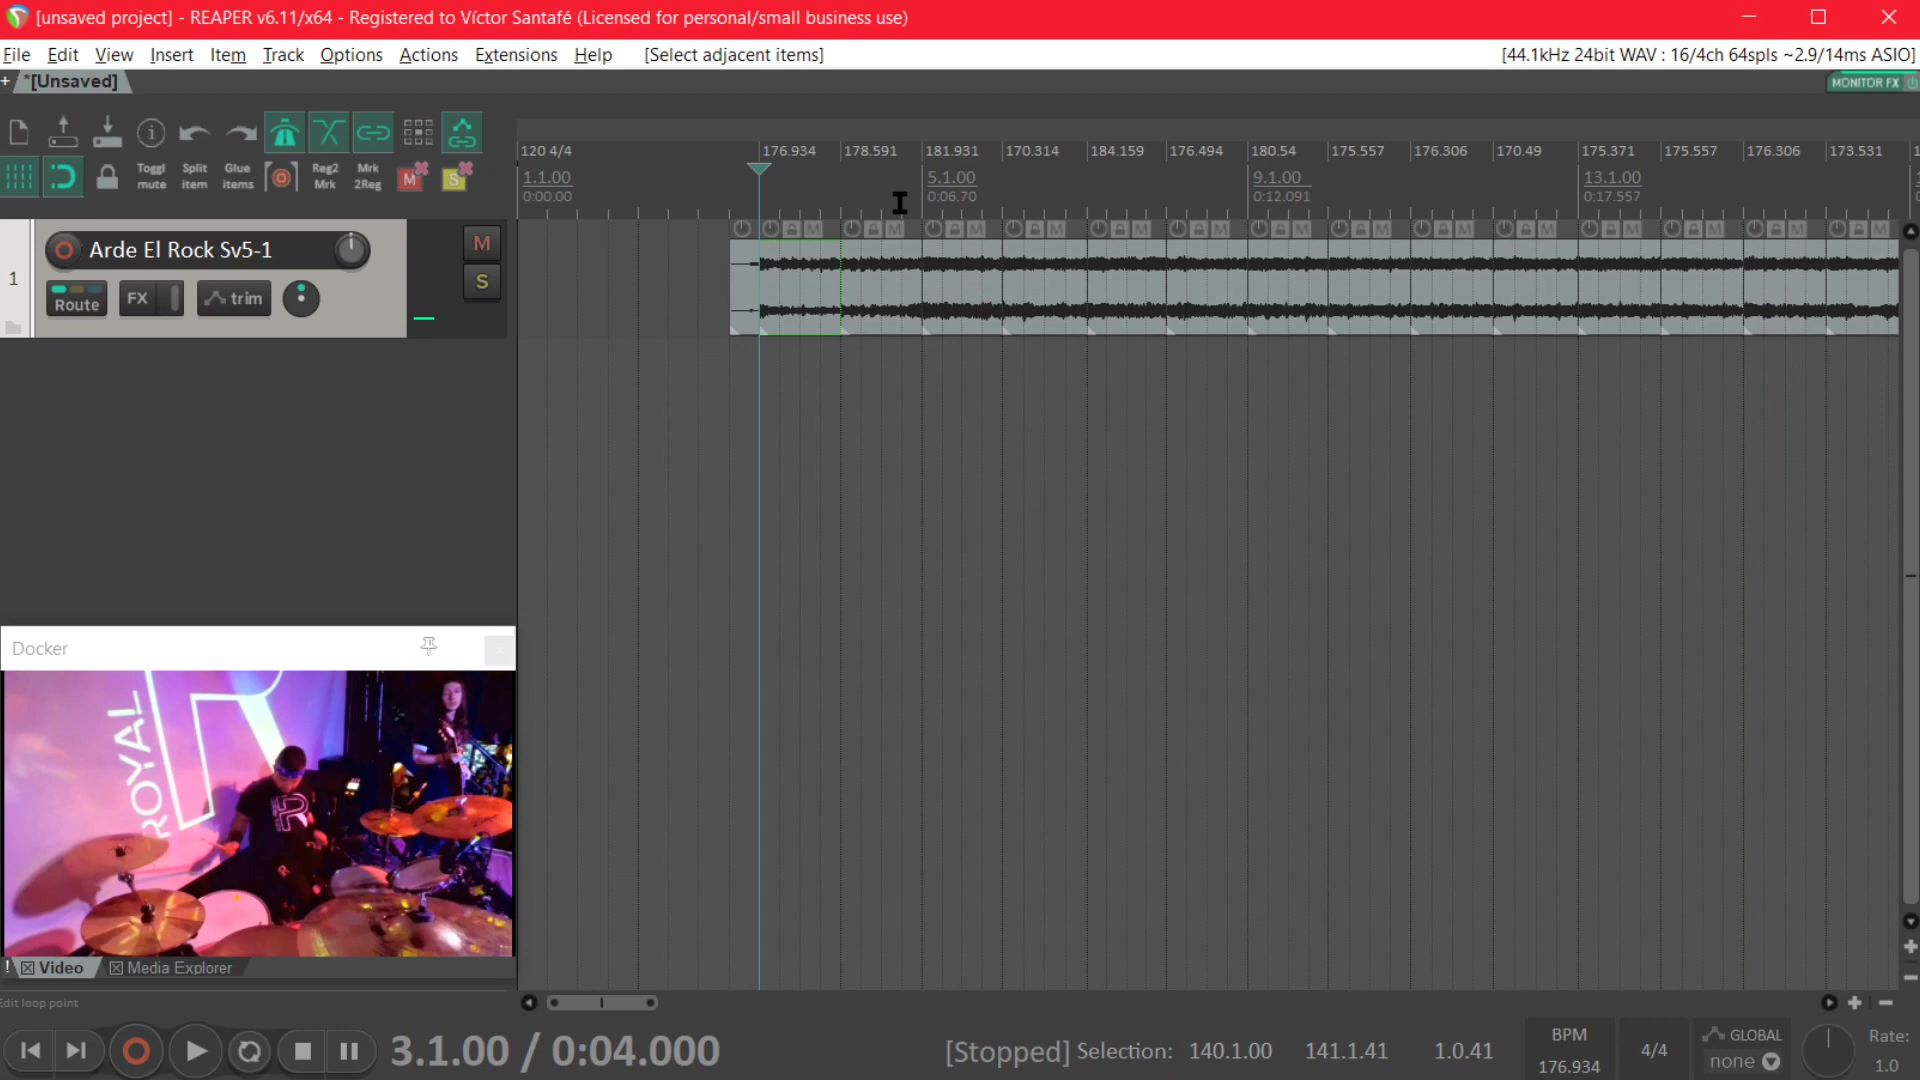 [unsaved project] - REAPER v6.11/x64 - Registered to Víctor Santafé (Licensed for personal/small business use)
File Edit View Insert Item Track Options Actions Extensions Help [Select adjacent items] [44.1kHz 24bit WAV : 16/4ch 64spls ~2.9/14ms ASIO]
+ *[Unsaved] MONITOR FX
Toggl mute
Split item
Glue items
Reg2 Mrk
Mrk 2Reg
M
S
120 4/4 176.934 178.591 181.931 170.314 184.159 176.494 180.54 175.557 176.306 170.49 175.371 175.557 176.306 173.531 1
1.1.00 5.1.00 9.1.00 13.1.00
0:00.00 0:06.70 0:12.091 0:17.557
1
Arde El Rock Sv5-1 M
S
Route FX trim
M M M M M M M M M M M M M M
Docker
ROYAL
R
! Video Media Explorer
Edit loop point
3.1.00 / 0:04.000
[Stopped] Selection: 140.1.00 141.1.41 1.0.41
BPM
176.934
4/4
GLOBAL
none
Rate:
1.0